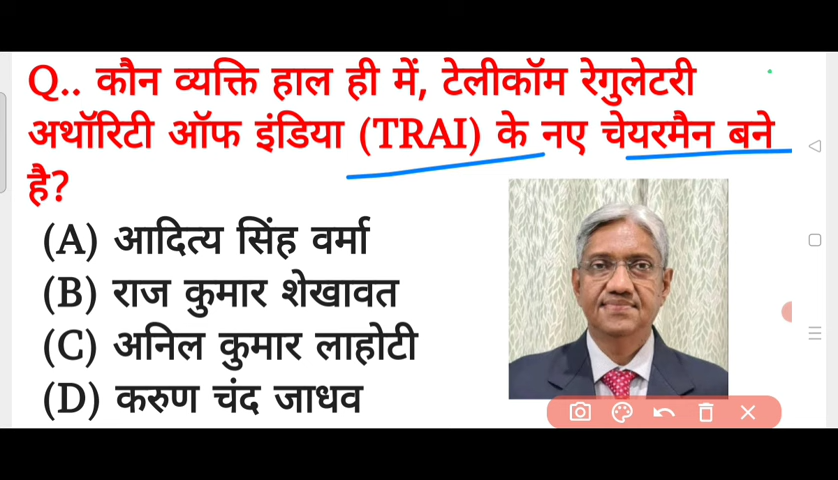 Q.. कौन व्यक्ति हाल ही में, टेलीकॉम रेगुलेटरी
अथॉरिटी ऑफ इंडिया (TRAI) के नए चेयरमैन बने
है?
(A) आदित्य सिंह वर्मा
(B) राज कुमार शेखावत
(C) अनिल कुमार लाहोटी
(D) करुण चंद जाधव